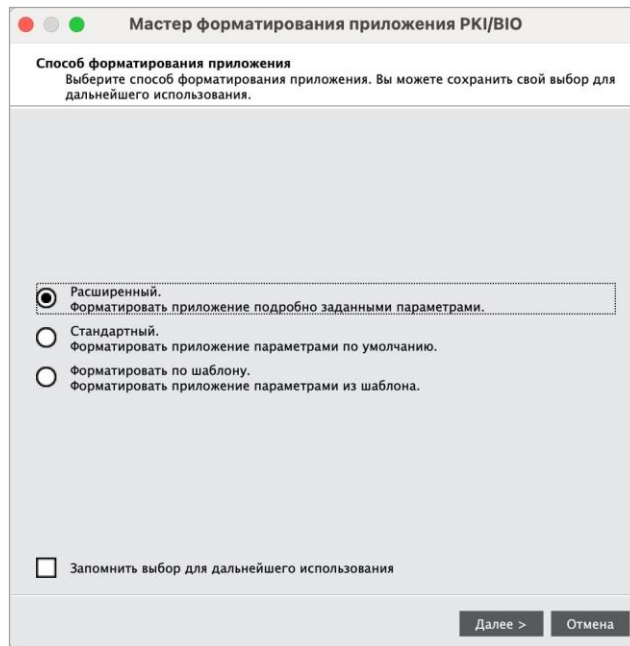 Мастер форматирования приложения PKI/BIO
Способ форматирования приложения
Выберите способ форматирования приложения. Вы можете сохранить свой выбор для
дальнейшего использования.
Расширенный.
Форматировать приложение подробно заданными параметрами.
Стандартный.
Форматировать приложение параметрами по умолчанию.
Форматировать по шаблону.
Форматировать приложение параметрами из шаблона.
Запомнить выбор для дальнейшего использования
Далее >
Отмена